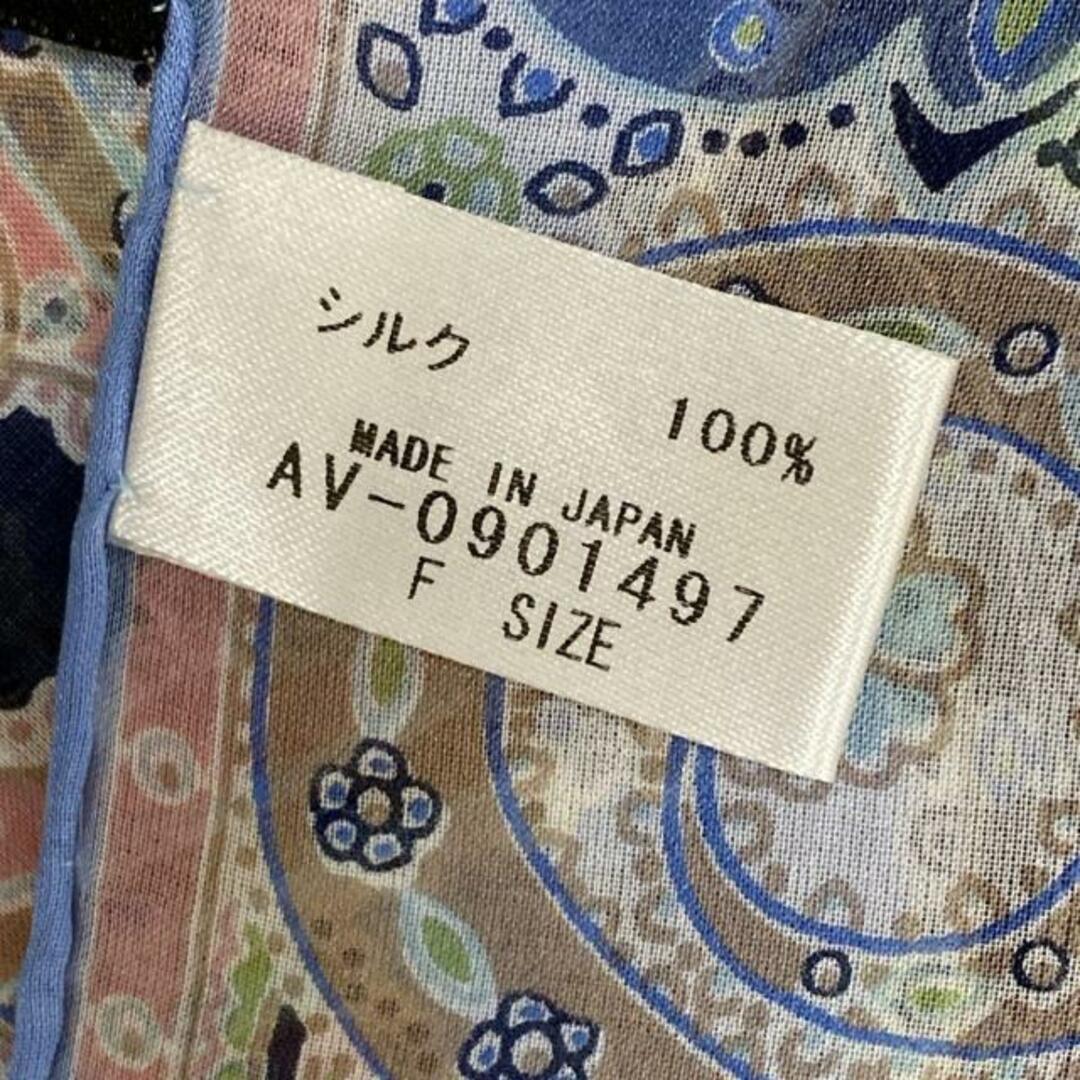 シルク
100%
MADE IN JAPAN
AV-0901497
F SIZE